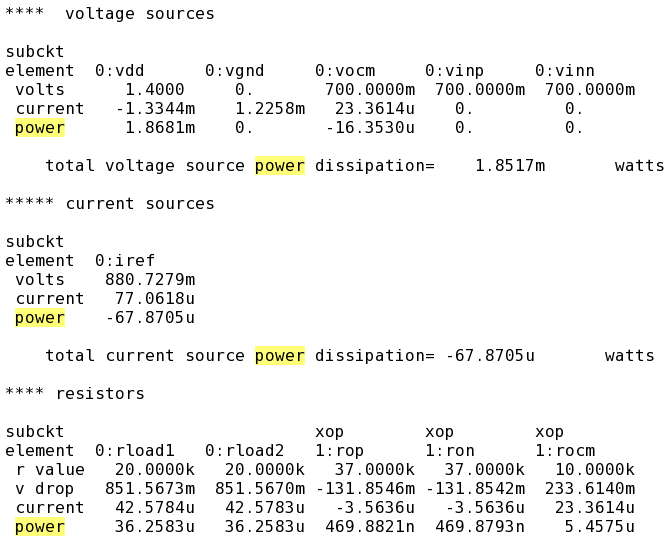 ****  voltage sources
subckt
element  0:vdd      0:vgnd     0:vocm     0:vinp     0:vinn
 volts      1.4000     0.       700.0000m  700.0000m  700.0000m
 current   -1.3344m    1.2258m   23.3614u    0.         0.
 power      1.8681m    0.       -16.3530u    0.         0.
    total voltage source power dissipation=    1.8517m       watts
***** current sources
subckt
element  0:iref
 volts    880.7279m
 current   77.0618u
 power    -67.8705u
    total current source power dissipation= -67.8705u       watts
**** resistors
subckt                         xop        xop        xop
element  0:rload1   0:rload2   1:rop      1:ron      1:rocm
 r value   20.0000k   20.0000k   37.0000k   37.0000k   10.0000k
 v drop   851.5673m  851.5670m -131.8546m -131.8542m  233.6140m
 current   42.5784u   42.5783u   -3.5636u   -3.5636u   23.3614u
 power     36.2583u   36.2583u  469.8821n  469.8793n    5.4575u